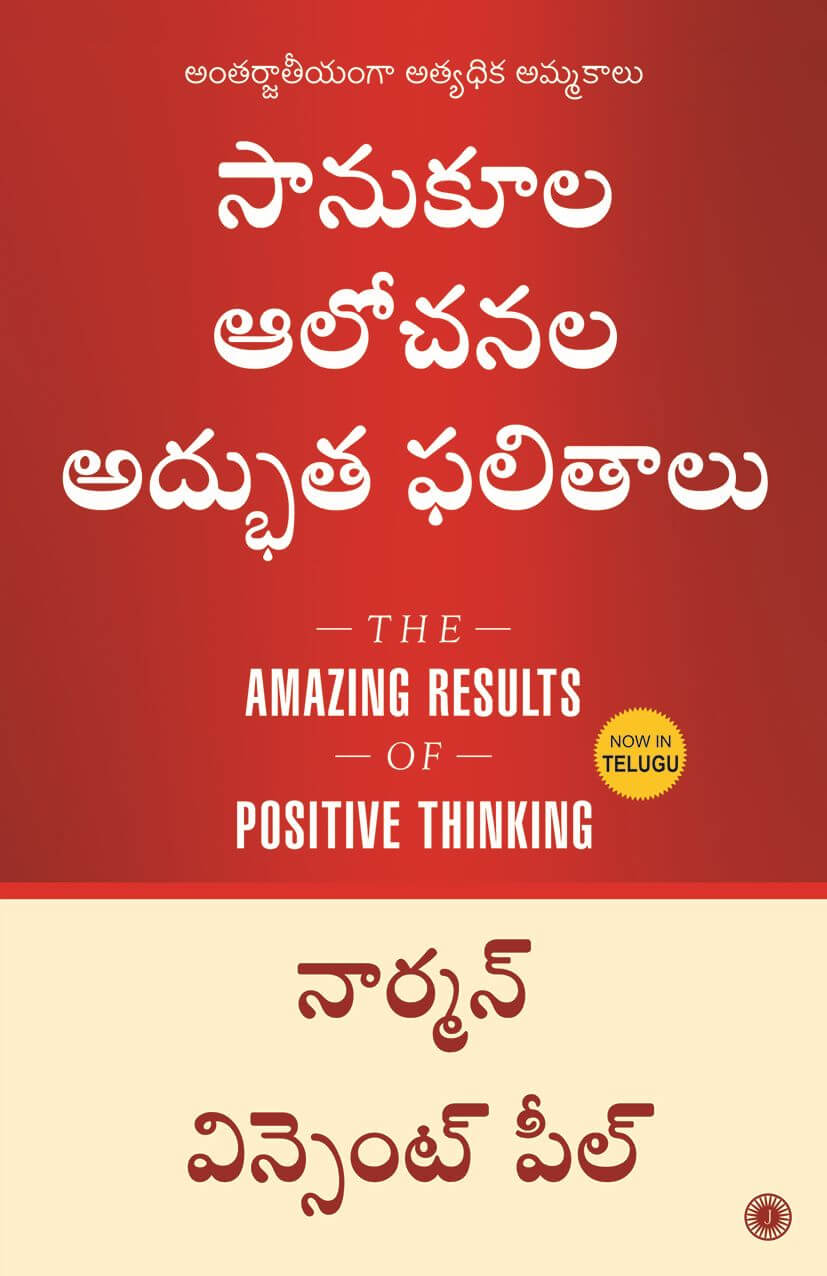 అంతర్జాతీయంగా అత్యధిక అమ్మకాలు
సానుకూల
ఆలోచనల
అద్భుత ఫలితాలు
— THE —
AMAZING RESULTS
— OF —
POSITIVE THINKING
NOW IN
TELUGU
నార్మన్
విన్సెంట్ పీల్
J